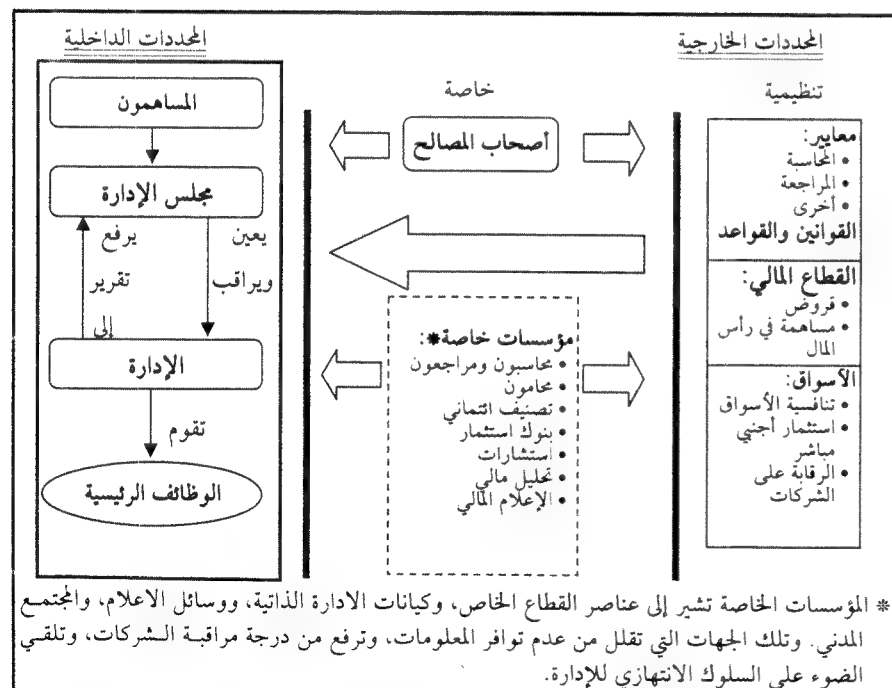 المحددات الخارجية
المحددات الداخلية
تنظيمية
خاصة
معايير:
• المحاسبة
• المراجعة
• أخرى
القوانين والقواعد
القطاع المالي:
• قروض
• مساهمة في رأس
المال
الأسواق:
• تنافسية الأسواق
• استثمار أجنبي
مباشر
• الرقابة على
الشركات
أصحاب المصالح
مؤسسات خاصة*:
• محاسبون ومراجعون
• محامون
• تصنيف ائتماني
• بنوك استثمار
• استشارات
• تحليل مالي
• الإعلام المالي
المساهمون
مجلس الإدارة
يعين
ويراقب
يرفع
تقرير
إلى
الإدارة
تقوم
الوظائف الرئيسية
* المؤسسات الخاصة تشير إلى عناصر القطاع الخاص، وكيانات الادارة الذاتية، ووسائل الاعلام، والمجتمع
المدني. وتلك الجهات التي تقلل من عدم توافر المعلومات، وترفع من درجة مراقبة الشركات، وتلقي
الضوء على السلوك الانتهازي للإدارة.